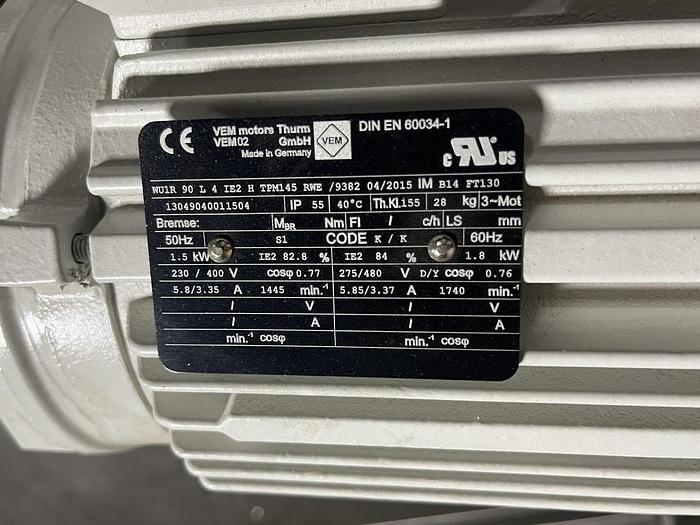 CE VEM motors Thurm VEM DIN EN 60034-1
VEM02 GmbH
Made in Germany
c RU US
WU1R 90 L 4 IE2 H TPM145 RWE /9382 04/2015 IM B14 FT130
13049040011504 IP 55 40°C Th.Kl.155 28 kg 3~Mot
Bremse: MBR Nm Fl / c/h LS mm
50Hz S1 CODE K / K 60Hz
1.5 kW IE2 82.8 % IE2 84 % 1.8 kW
230 / 400 V cosφ 0.77 275/480 V D/Y cosφ 0.76
5.8/3.35 A 1445 min.-1 5.85/3.37 A 1740 min.-1
/ V / V
/ A / A
min.-1 cosφ min.-1 cosφ